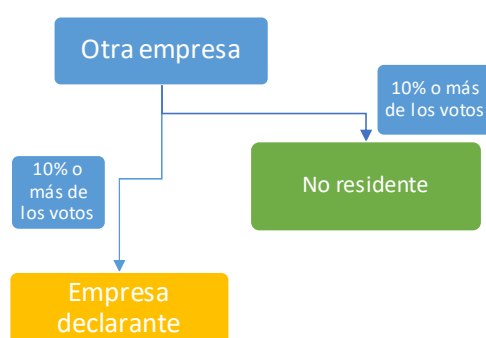 Otra empresa
10% o más
de los votos
10% o
más de
los votos
No residente
Empresa
declarante